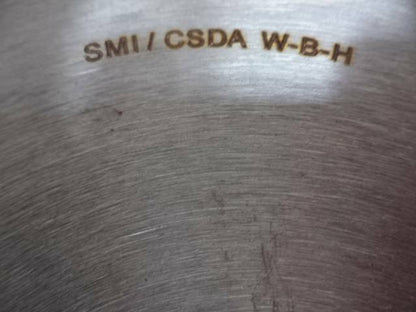 SMI / CSDA W-B-H